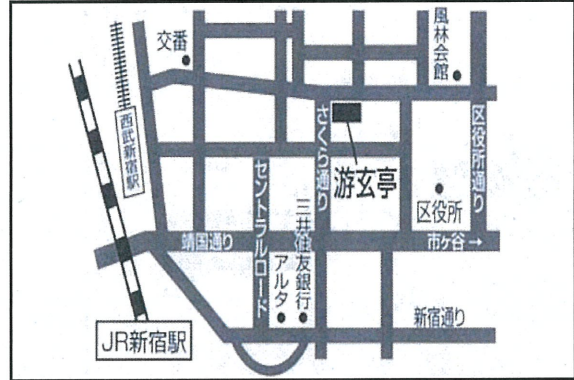 交番
風林会館
西武新宿駅
さくら通り
区役所通り
游玄亭
セントラルロード
区役所
三井住友銀行
アルタ
靖国通り
市ヶ谷→
新宿通り
JR新宿駅